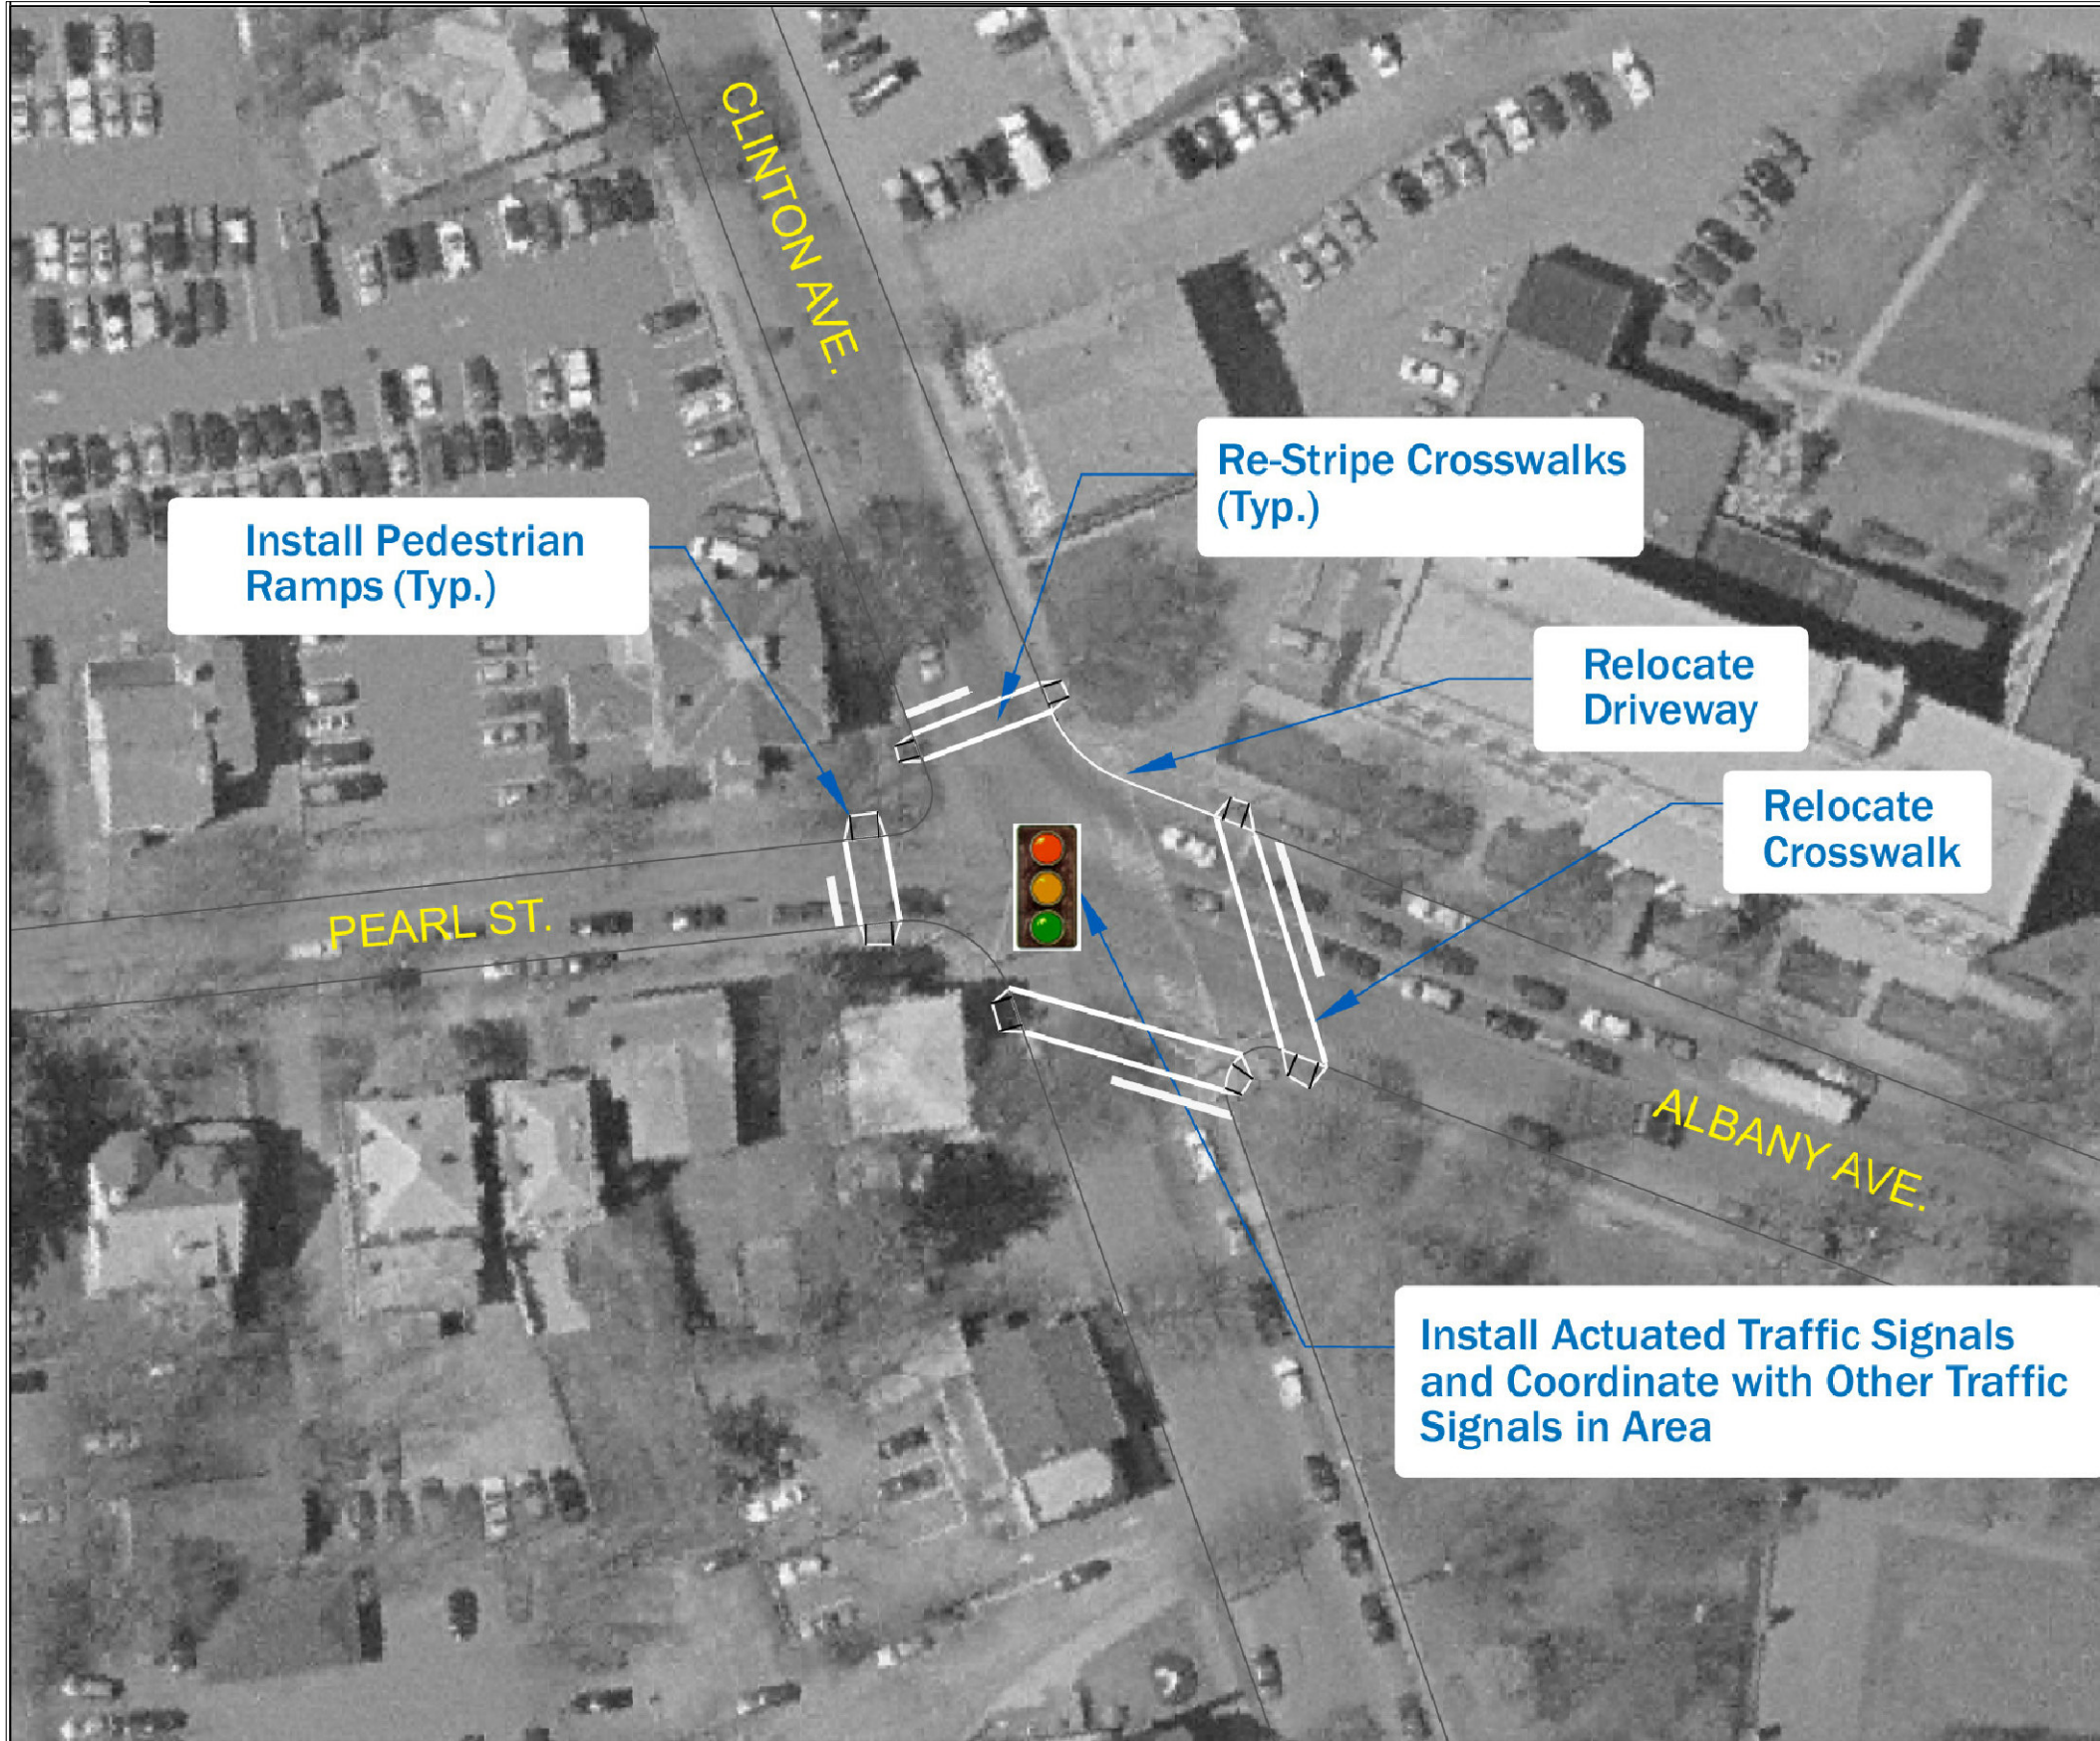 CLINTON AVE.
Re-Stripe Crosswalks
(Typ.)
Install Pedestrian
Ramps (Typ.)
Relocate
Driveway
Relocate
Crosswalk
PEARL ST.
ALBANY AVE.
Install Actuated Traffic Signals
and Coordinate with Other Traffic
Signals in Area